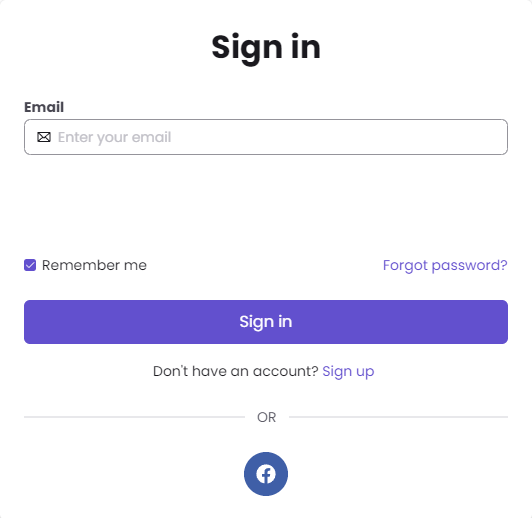 Sign in
Email
Enter your email
Remember me
Forgot password?
Sign in
Don't have an account? Sign up
OR